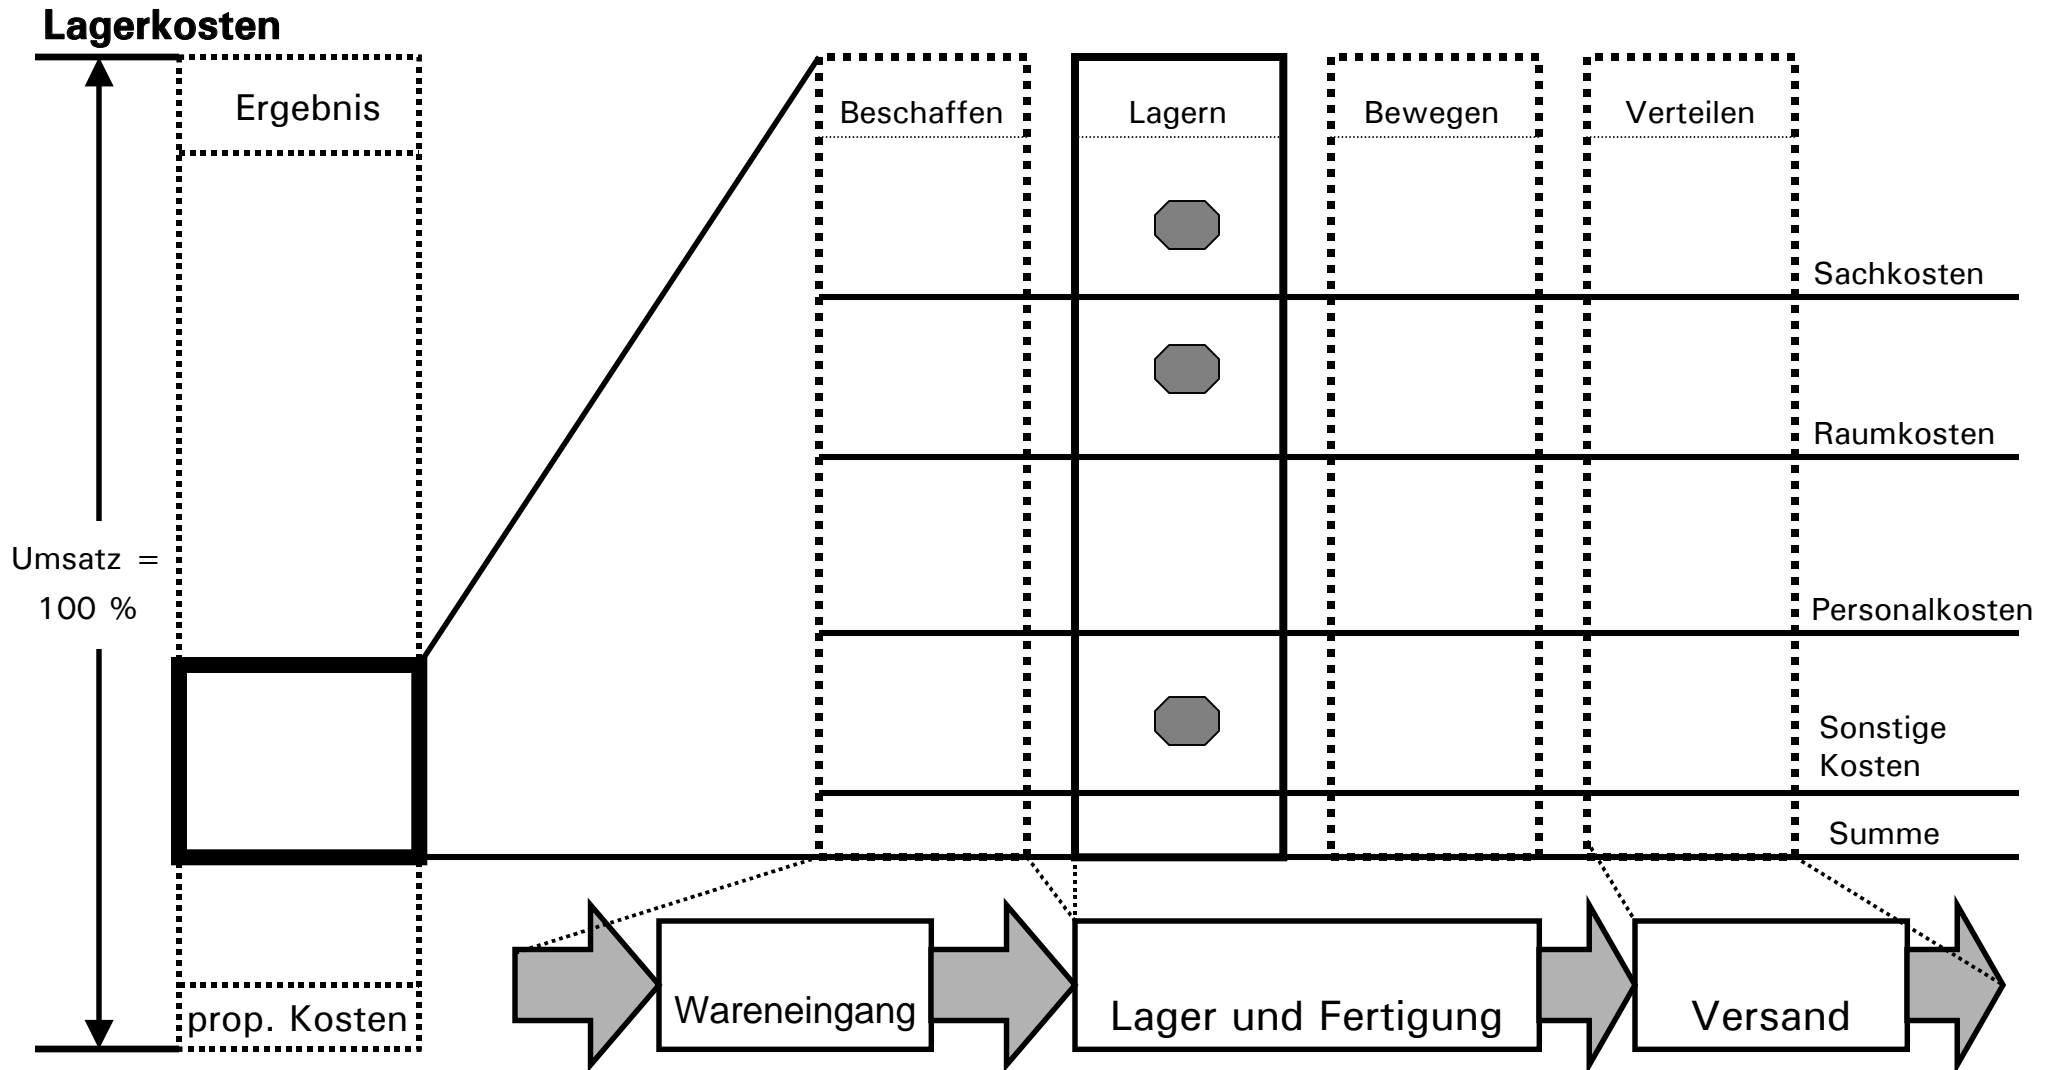 Lagerkosten
Ergebnis
Beschaffen
Lagern
Bewegen
Verteilen
Sachkosten
Raumkosten
Umsatz =
100 %
Personalkosten
Sonstige
Kosten
Summe
prop. Kosten
Wareneingang
Lager und Fertigung
Versand